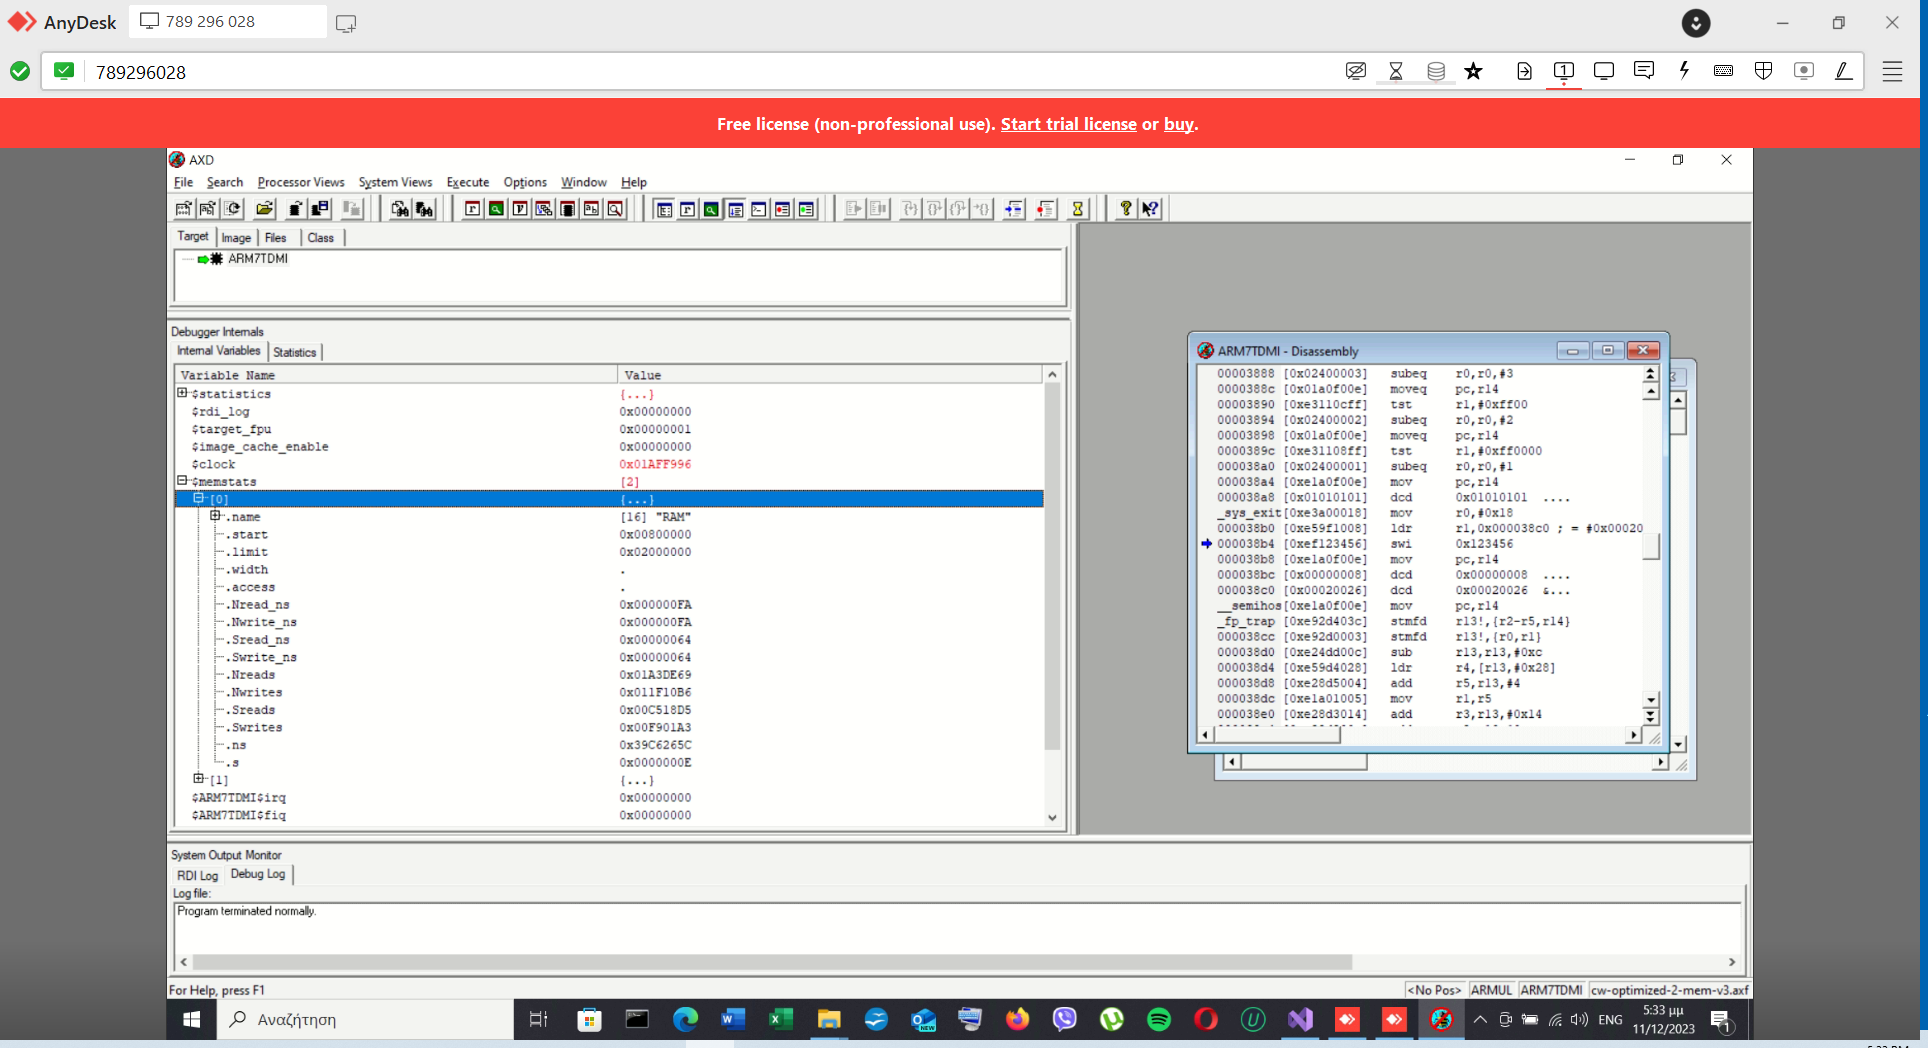 AnyDesk 789 296 028
789296028
Free license (non-professional use). Start trial license or buy.
AXD
File Search Processor Views System Views Execute Options Window Help
Target Image Files Class
ARM7TDMI
Debugger Internals
Internal Variables Statistics
Variable Name Value
$statistics {...}
$rdi_log 0x00000000
$target_fpu 0x00000001
$image_cache_enable 0x00000000
$clock 0x01AFF996
$memstats [2]
[0] {...}
.name [16] "RAM"
.start 0x00800000
.limit 0x02000000
.width .
.access .
.Nread_ns 0x000000FA
.Nwrite_ns 0x000000FA
.Sread_ns 0x00000064
.Swrite_ns 0x00000064
.Nreads 0x01A3DE69
.Nwrites 0x011F10B6
.Sreads 0x00C518D5
.Swrites 0x00F901A3
.ns 0x39C6265C
.s 0x0000000E
[1] {...}
$ARM7TDMI$irq 0x00000000
$ARM7TDMI$fiq 0x00000000
ARM7TDMI - Disassembly
00003888 [0x02400003] subeq r0,r0,#3
0000388c [0x01a0f00e] moveq pc,r14
00003890 [0xe3110cff] tst r1,#0xff00
00003894 [0x02400002] subeq r0,r0,#2
00003898 [0x01a0f00e] moveq pc,r14
0000389c [0xe31108ff] tst r1,#0xff0000
000038a0 [0x02400001] subeq r0,r0,#1
000038a4 [0xe1a0f00e] mov pc,r14
000038a8 [0x01010101] dcd 0x01010101 ....
_sys_exit[0xe3a00018] mov r0,#0x18
000038b0 [0xe59f1008] ldr r1,0x000038c0 ; = #0x00020
000038b4 [0xef123456] swi 0x123456
000038b8 [0xe1a0f00e] mov pc,r14
000038bc [0x00000008] dcd 0x00000008 ....
000038c0 [0x00020026] dcd 0x00020026 &...
__semihos[0xe1a0f00e] mov pc,r14
_fp_trap [0xe92d403c] stmfd r13!,{r2-r5,r14}
000038cc [0xe92d0003] stmfd r13!,{r0,r1}
000038d0 [0xe24dd00c] sub r13,r13,#0xc
000038d4 [0xe59d4028] ldr r4,[r13,#0x28]
000038d8 [0xe28d5004] add r5,r13,#4
000038dc [0xe1a01005] mov r1,r5
000038e0 [0xe28d3014] add r3,r13,#0x14
System Output Monitor
RDI Log Debug Log
Log file:
Program terminated normally.
For Help, press F1 <No Pos> ARMUL ARM7TDMI cw-optimized-2-mem-v3.axf
Αναζήτηση ENG 5:33 μμ
11/12/2023